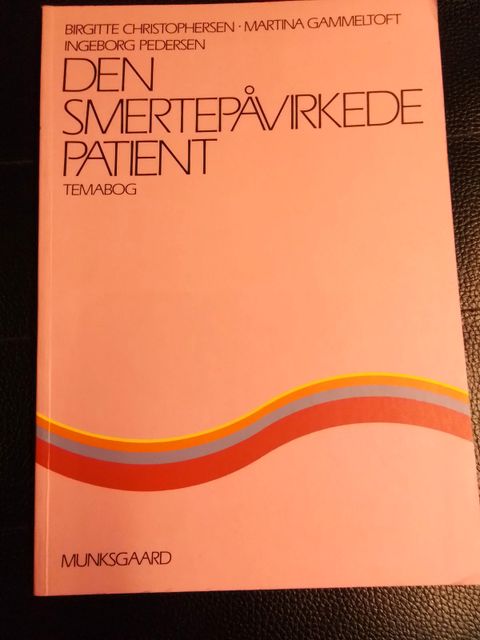 BIRGITTE CHRISTOPHERSEN · MARTINA GAMMELTOFT
INGEBORG PEDERSEN
DEN
SMERTEPÅVIRKEDE
PATIENT
TEMABOG
MUNKSGAARD